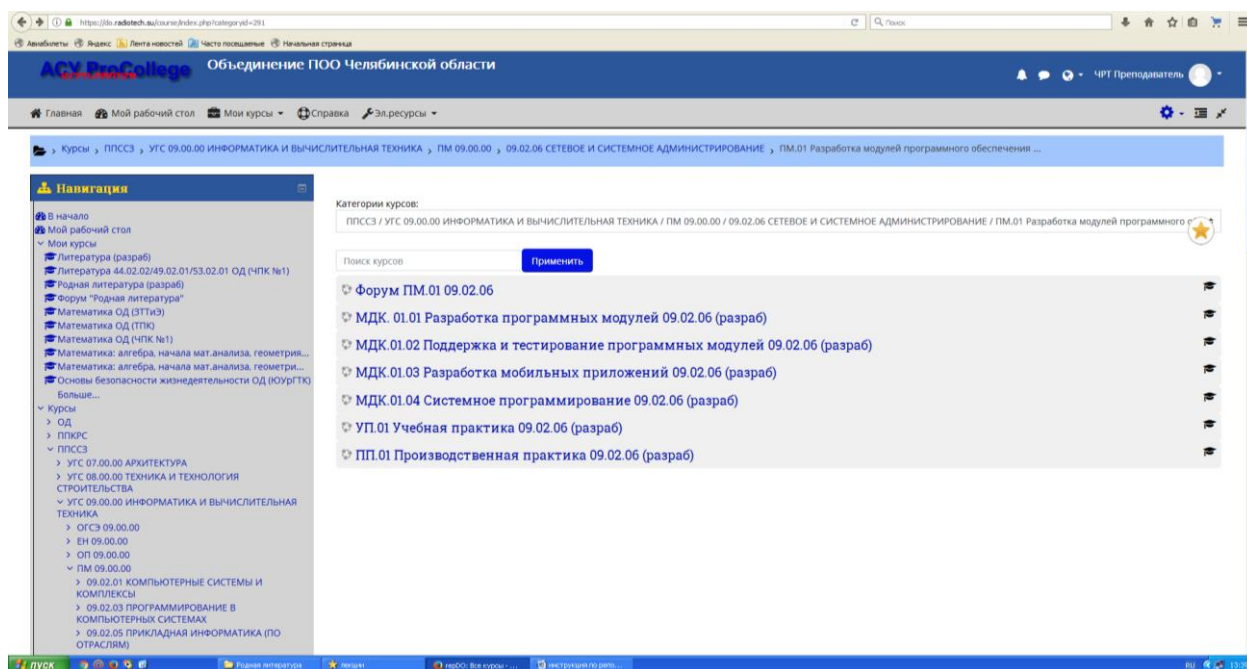 https://do.radiotech.su/course/index.php?categoryid=291
Поиск
Авиабилеты Яндекс Лента новостей Часто посещаемые Начальная страница
АСУ ProCollege Объединение ПОО Челябинской области
ЧРТ Преподаватель
Главная Мой рабочий стол Мои курсы Справка Эл.ресурсы
Курсы ППССЗ УГС 09.00.00 ИНФОРМАТИКА И ВЫЧИСЛИТЕЛЬНАЯ ТЕХНИКА ПМ 09.00.00 09.02.06 СЕТЕВОЕ И СИСТЕМНОЕ АДМИНИСТРИРОВАНИЕ ПМ.01 Разработка модулей программного обеспечения ...
Навигация
В начало
Мой рабочий стол
Мои курсы
Литература (разраб)
Литература 44.02.02/49.02.01/53.02.01 ОД (ЧПК №1)
Родная литература (разраб)
Форум "Родная литература"
Математика ОД (ЗТТиЭ)
Математика ОД (ТПК)
Математика ОД (ЧПК №1)
Математика: алгебра, начала мат.анализа, геометрия...
Математика: алгебра, начала мат.анализа, геометри...
Основы безопасности жизнедеятельности ОД (ЮУрГТК)
Больше...
Курсы
ОД
ППКРС
ППССЗ
УГС 07.00.00 АРХИТЕКТУРА
УГС 08.00.00 ТЕХНИКА И ТЕХНОЛОГИЯ
СТРОИТЕЛЬСТВА
УГС 09.00.00 ИНФОРМАТИКА И ВЫЧИСЛИТЕЛЬНАЯ
ТЕХНИКА
ОГСЭ 09.00.00
ЕН 09.00.00
ОП 09.00.00
ПМ 09.00.00
09.02.01 КОМПЬЮТЕРНЫЕ СИСТЕМЫ И
КОМПЛЕКСЫ
09.02.03 ПРОГРАММИРОВАНИЕ В
КОМПЬЮТЕРНЫХ СИСТЕМАХ
09.02.05 ПРИКЛАДНАЯ ИНФОРМАТИКА (ПО
ОТРАСЛЯМ)
Категории курсов:
ППССЗ / УГС 09.00.00 ИНФОРМАТИКА И ВЫЧИСЛИТЕЛЬНАЯ ТЕХНИКА / ПМ 09.00.00 / 09.02.06 СЕТЕВОЕ И СИСТЕМНОЕ АДМИНИСТРИРОВАНИЕ / ПМ.01 Разработка модулей программного
Поиск курсов Применить
Форум ПМ.01 09.02.06
МДК. 01.01 Разработка программных модулей 09.02.06 (разраб)
МДК.01.02 Поддержка и тестирование программных модулей 09.02.06 (разраб)
МДК.01.03 Разработка мобильных приложений 09.02.06 (разраб)
МДК.01.04 Системное программирование 09.02.06 (разраб)
УП.01 Учебная практика 09.02.06 (разраб)
ПП.01 Производственная практика 09.02.06 (разраб)
пуск Родная литература лекции repDO: Все курсы - ... инструкция по репо... RU